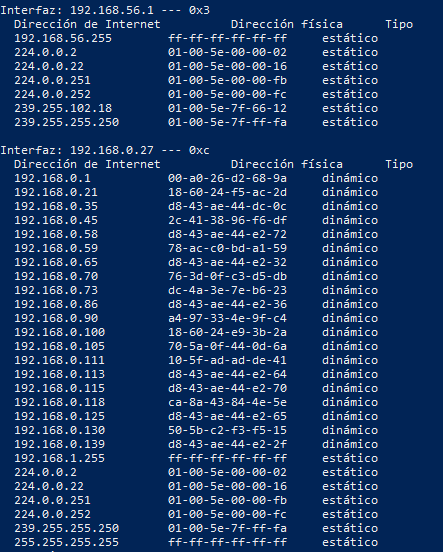 Interfaz: 192.168.56.1 --- 0x3
  Dirección de Internet          Dirección física      Tipo
  192.168.56.255        ff-ff-ff-ff-ff-ff     estático
  224.0.0.2             01-00-5e-00-00-02     estático
  224.0.0.22            01-00-5e-00-00-16     estático
  224.0.0.251           01-00-5e-00-00-fb     estático
  224.0.0.252           01-00-5e-00-00-fc     estático
  239.255.102.18        01-00-5e-7f-66-12     estático
  239.255.255.250       01-00-5e-7f-ff-fa     estático

Interfaz: 192.168.0.27 --- 0xc
  Dirección de Internet          Dirección física      Tipo
  192.168.0.1           00-a0-26-d2-68-9a     dinámico
  192.168.0.21          18-60-24-f5-ac-2d     dinámico
  192.168.0.35          d8-43-ae-44-dc-0c     dinámico
  192.168.0.45          2c-41-38-96-f6-df     dinámico
  192.168.0.58          d8-43-ae-44-e2-72     dinámico
  192.168.0.59          78-ac-c0-bd-a1-59     dinámico
  192.168.0.65          d8-43-ae-44-e2-32     dinámico
  192.168.0.70          76-3d-0f-c3-d5-db     dinámico
  192.168.0.73          dc-4a-3e-7e-b6-23     dinámico
  192.168.0.86          d8-43-ae-44-e2-36     dinámico
  192.168.0.90          a4-97-33-4e-9f-c4     dinámico
  192.168.0.100         18-60-24-e9-3b-2a     dinámico
  192.168.0.105         70-5a-0f-44-0d-6a     dinámico
  192.168.0.111         10-5f-ad-ad-de-41     dinámico
  192.168.0.113         d8-43-ae-44-e2-64     dinámico
  192.168.0.115         d8-43-ae-44-e2-70     dinámico
  192.168.0.118         ca-8a-43-84-4e-5e     dinámico
  192.168.0.125         d8-43-ae-44-e2-65     dinámico
  192.168.0.130         50-5b-c2-f3-f5-15     dinámico
  192.168.0.139         d8-43-ae-44-e2-2f     dinámico
  192.168.1.255         ff-ff-ff-ff-ff-ff     estático
  224.0.0.2             01-00-5e-00-00-02     estático
  224.0.0.22            01-00-5e-00-00-16     estático
  224.0.0.251           01-00-5e-00-00-fb     estático
  224.0.0.252           01-00-5e-00-00-fc     estático
  239.255.255.250       01-00-5e-7f-ff-fa     estático
  255.255.255.255       ff-ff-ff-ff-ff-ff     estático